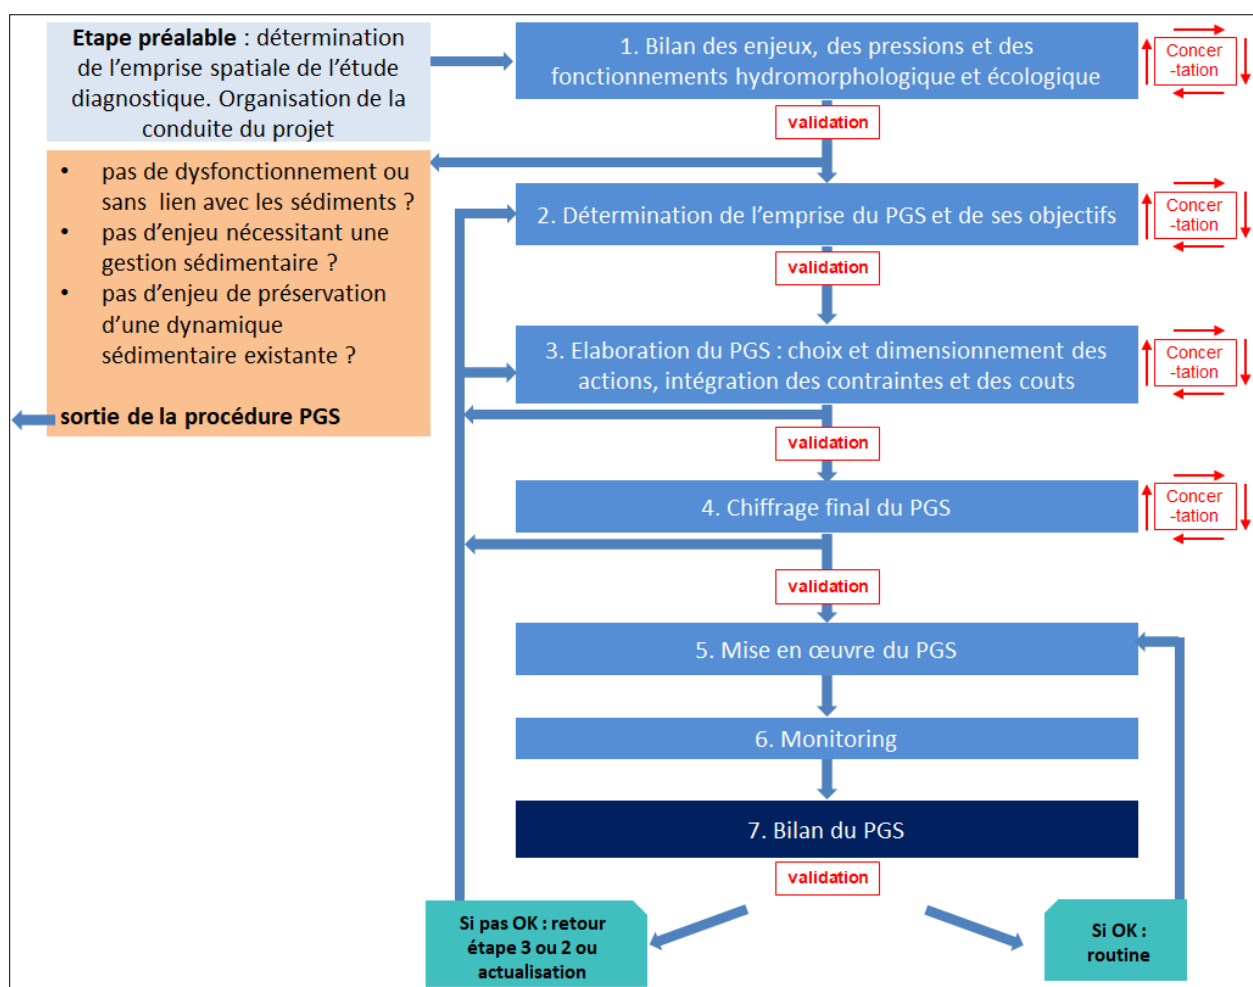 Etape préalable : détermination
de l'emprise spatiale de l'étude
diagnostique. Organisation de la
conduite du projet
1. Bilan des enjeux, des pressions et des
fonctionnements hydromorphologique et écologique
Concer
-tation
validation
• pas de dysfonctionnement ou
sans lien avec les sédiments ?
• pas d'enjeu nécessitant une
gestion sédimentaire ?
• pas d'enjeu de préservation
d'une dynamique
sédimentaire existante ?
sortie de la procédure PGS
2. Détermination de l'emprise du PGS et de ses objectifs
Concer
-tation
validation
3. Elaboration du PGS : choix et dimensionnement des
actions, intégration des contraintes et des couts
Concer
-tation
validation
4. Chiffrage final du PGS
Concer
-tation
validation
5. Mise en œuvre du PGS
6. Monitoring
7. Bilan du PGS
validation
Si pas OK : retour
étape 3 ou 2 ou
actualisation
Si OK :
routine